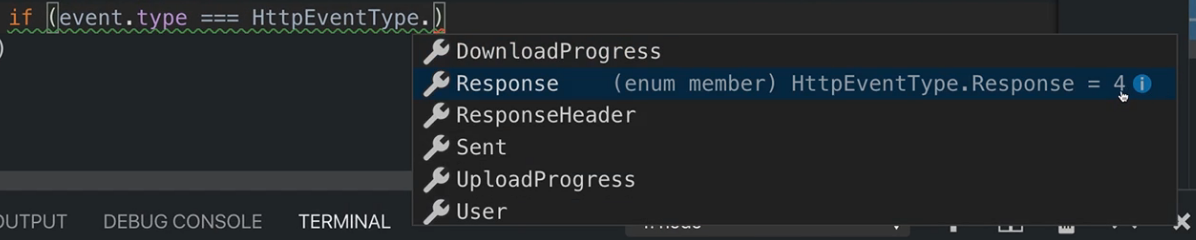 if (event.type === HttpEventType.)
)
DownloadProgress
Response (enum member) HttpEventType.Response = 4
ResponseHeader
Sent
UploadProgress
User
OUTPUT DEBUG CONSOLE TERMINAL